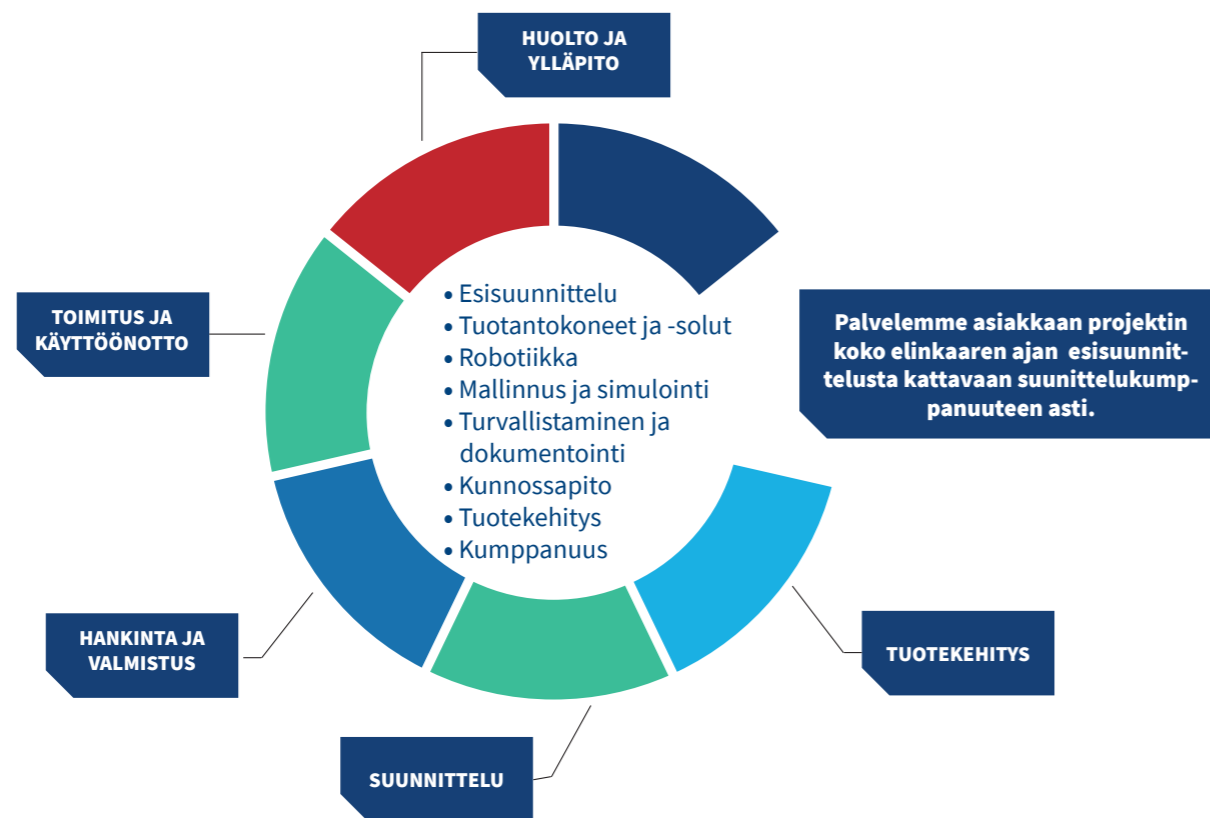 HUOLTO JA
YLLÄPITO
TOIMITUS JA
KÄYTTÖÖNOTTO
• Esisuunnittelu
• Tuotantokoneet ja -solut
• Robotiikka
• Mallinnus ja simulointi
• Turvallistaminen ja
dokumentointi
• Kunnossapito
• Tuotekehitys
• Kumppanuus
Palvelemme asiakkaan projektin
koko elinkaaren ajan esisuunnit-
telusta kattavaan suunittelukump-
panuuteen asti.
HANKINTA JA
VALMISTUS
TUOTEKEHITYS
SUUNNITTELU